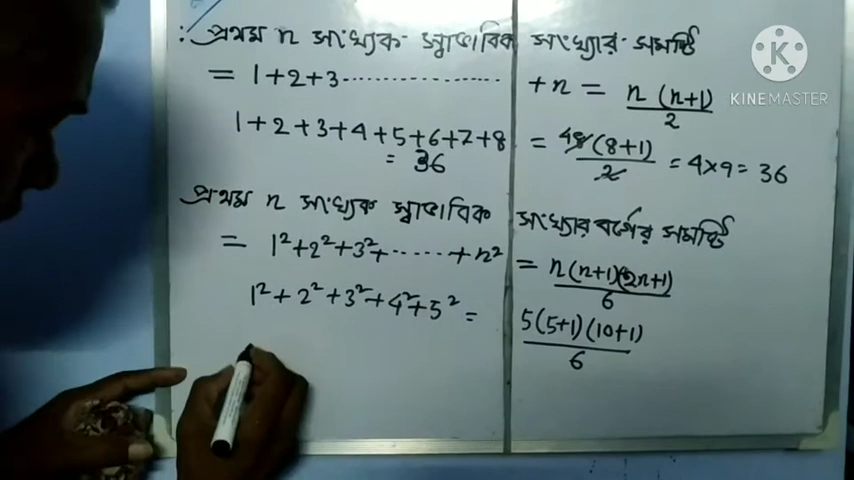 : প্রথম n সংখ্যক স্বাভাবিক সংখ্যার সমষ্টি
= 1+2+3.................... +n = n(n+1)/2
1+2+3+4+5+6+7+8 = 48(8+1)/2 = 4×9=36
= 36
প্রথম n সংখ্যক স্বাভাবিক সংখ্যার বর্গের সমষ্টি
= 1²+2²+3²+......+n² = n(n+1)(2n+1)/6
1²+2²+3²+4²+5² = 5(5+1)(10+1)/6
K
KINEMASTER